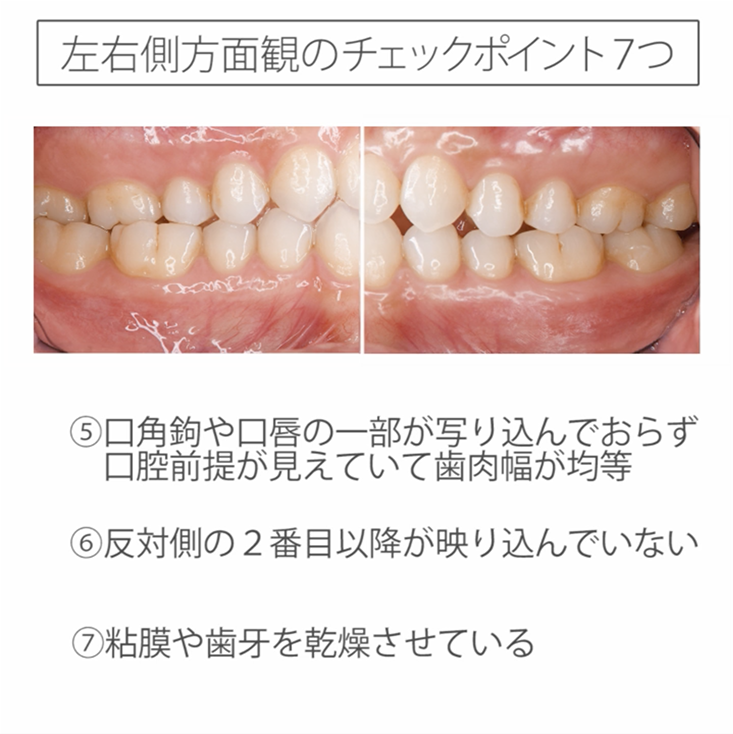 左右側方面観のチェックポイント7つ
⑤口角鉤や口唇の一部が写り込んでおらず
口腔前提が見えていて歯肉幅が均等
⑥反対側の2番目以降が映り込んでいない
⑦粘膜や歯牙を乾燥させている